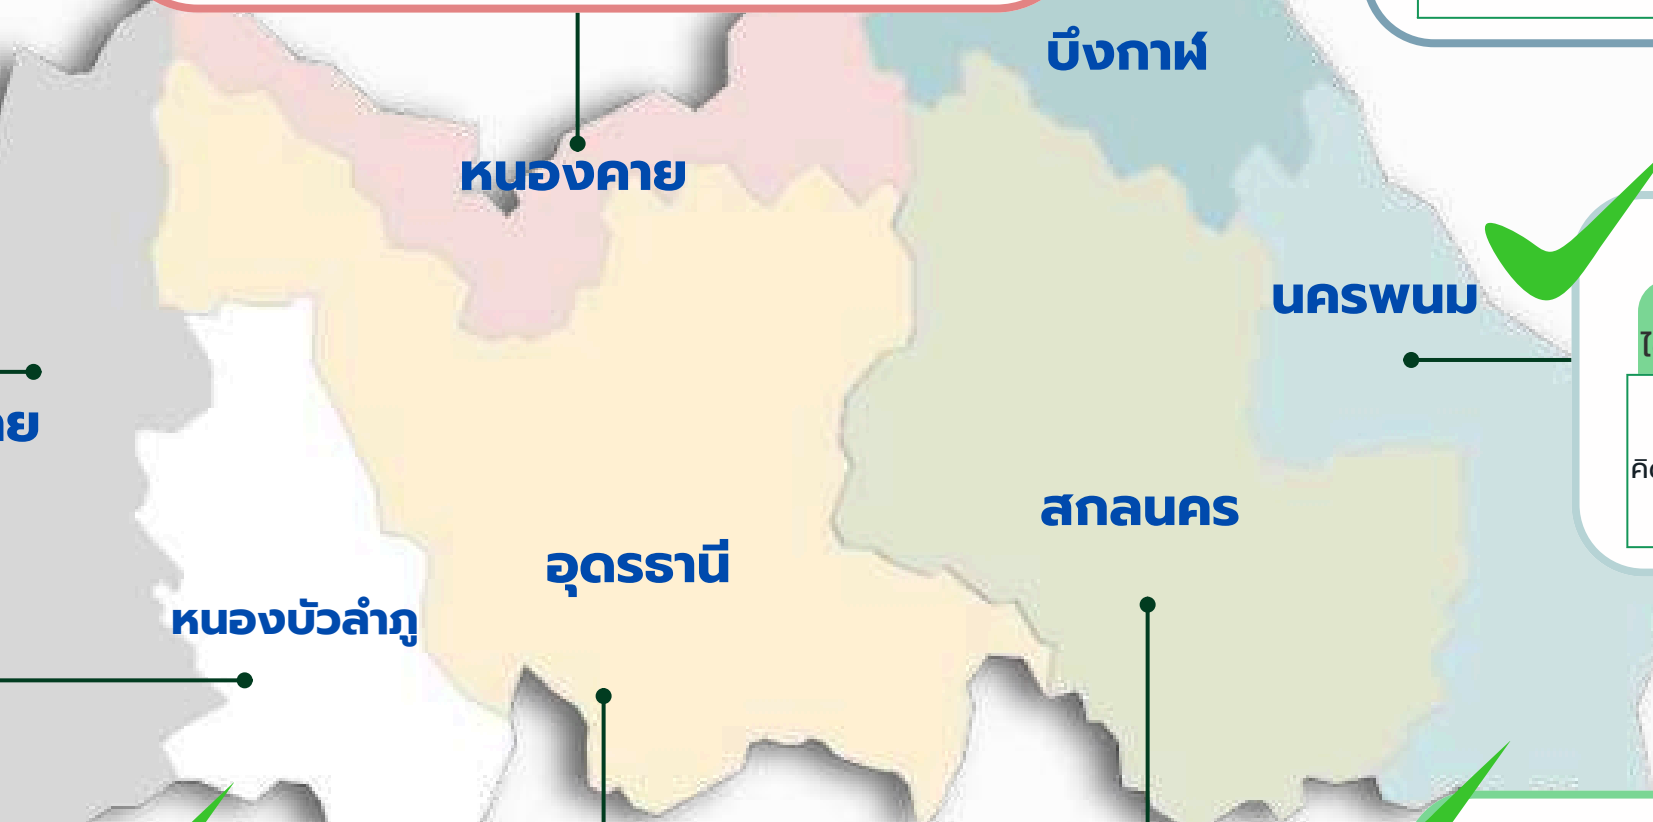 บึงกาฬ
หนองคาย
นครพนม
สกลนคร
อุดรธานี
หนองบัวลำภู